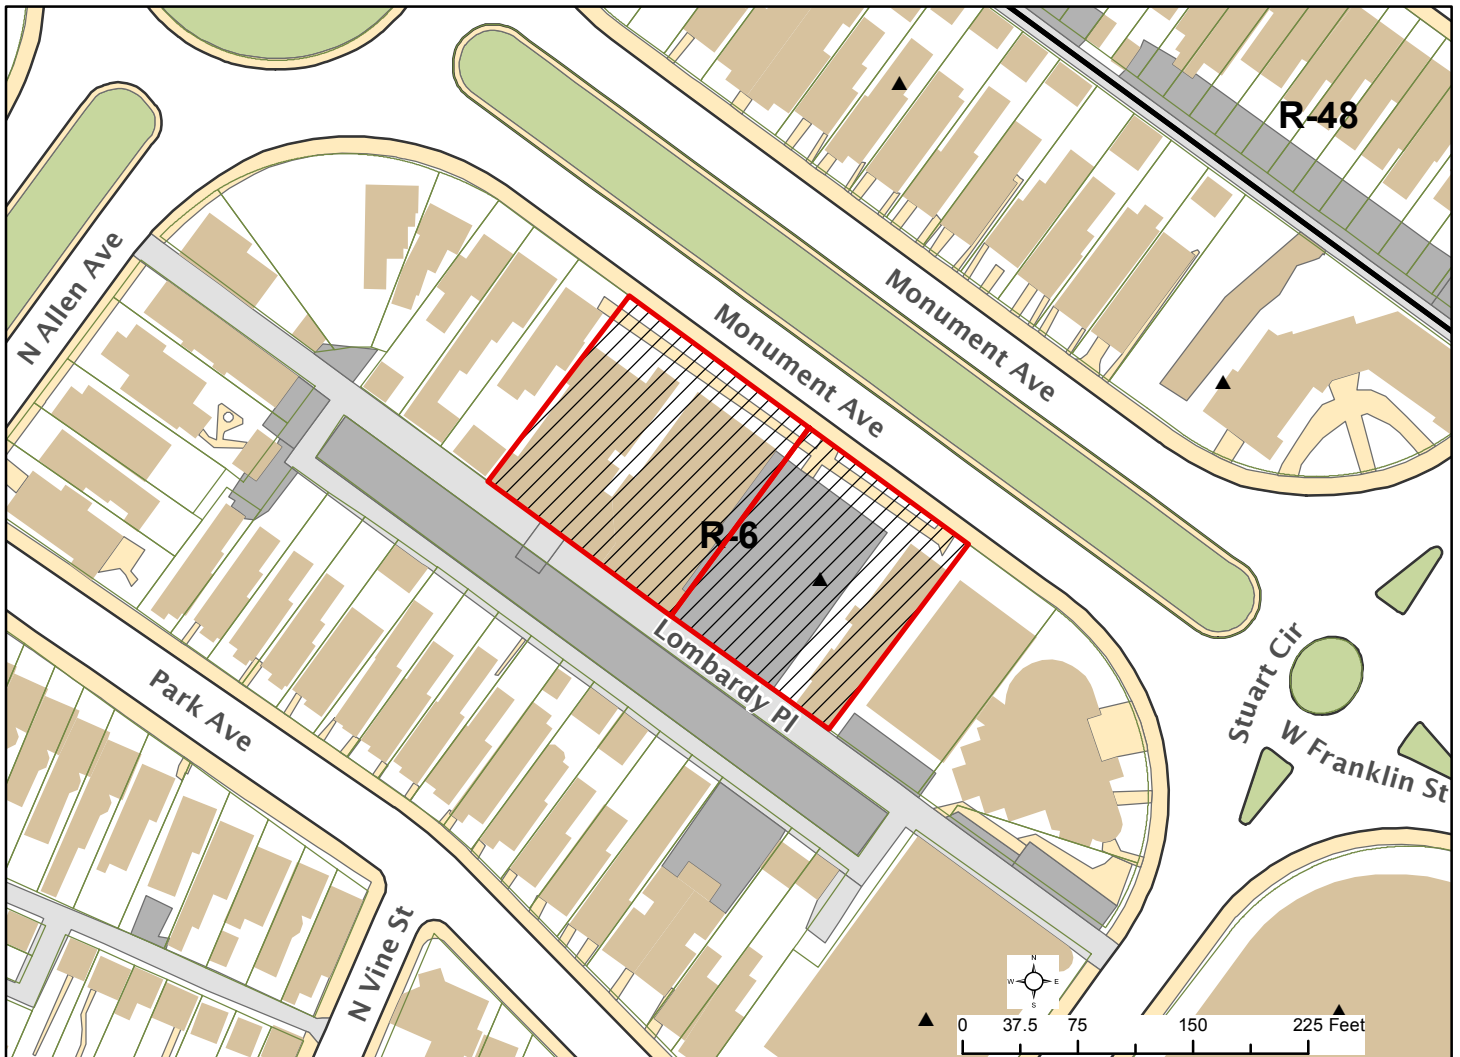 R-48
N Allen Ave
Monument Ave
Monument Ave
R-6
Lombardy Pl
Stuart Cir
W Franklin St
Park Ave
N Vine St
N
W E
S
0 37.5 75 150 225 Feet